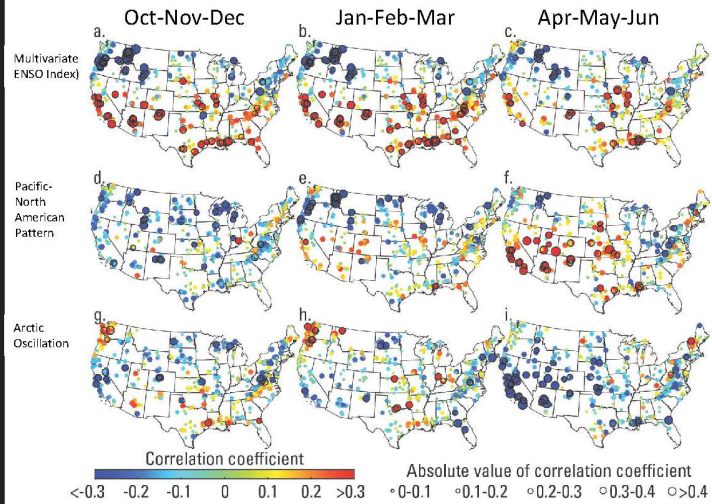 Oct-Nov-Dec Jan-Feb-Mar Apr-May-Jun
a. b. c.
Multivariate
ENSO Index)
d. e. f.
Pacific-
North
American
Pattern
g. h. i.
Arctic
Oscillation
Correlation coefficient
<-0.3 -0.2 -0.1 0 0.1 0.2 >0.3
Absolute value of correlation coefficient
0-0.1 0.1-0.2 0.2-0.3 0.3-0.4 >0.4